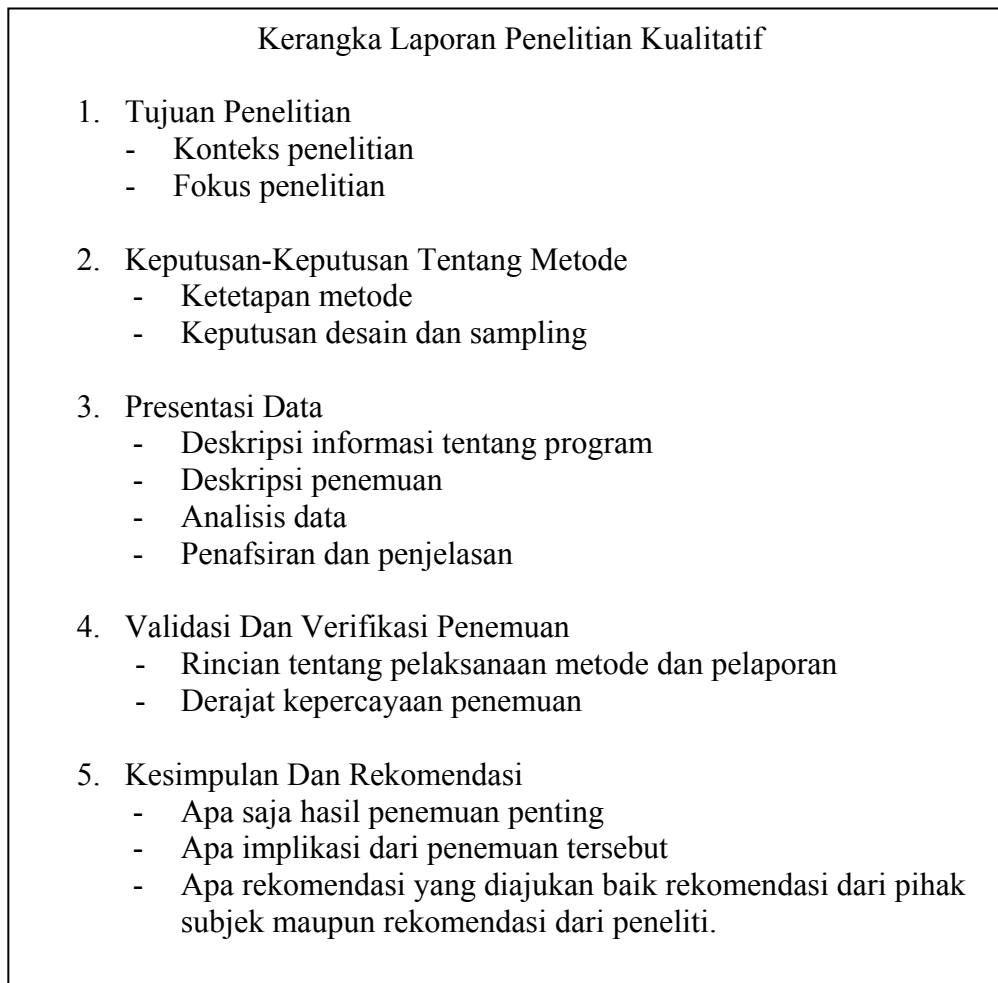 Kerangka Laporan Penelitian Kualitatif
1. Tujuan Penelitian
- Konteks penelitian
- Fokus penelitian
2. Keputusan-Keputusan Tentang Metode
- Ketetapan metode
- Keputusan desain dan sampling
3. Presentasi Data
- Deskripsi informasi tentang program
- Deskripsi penemuan
- Analisis data
- Penafsiran dan penjelasan
4. Validasi Dan Verifikasi Penemuan
- Rincian tentang pelaksanaan metode dan pelaporan
- Derajat kepercayaan penemuan
5. Kesimpulan Dan Rekomendasi
- Apa saja hasil penemuan penting
- Apa implikasi dari penemuan tersebut
- Apa rekomendasi yang diajukan baik rekomendasi dari pihak
subjek maupun rekomendasi dari peneliti.